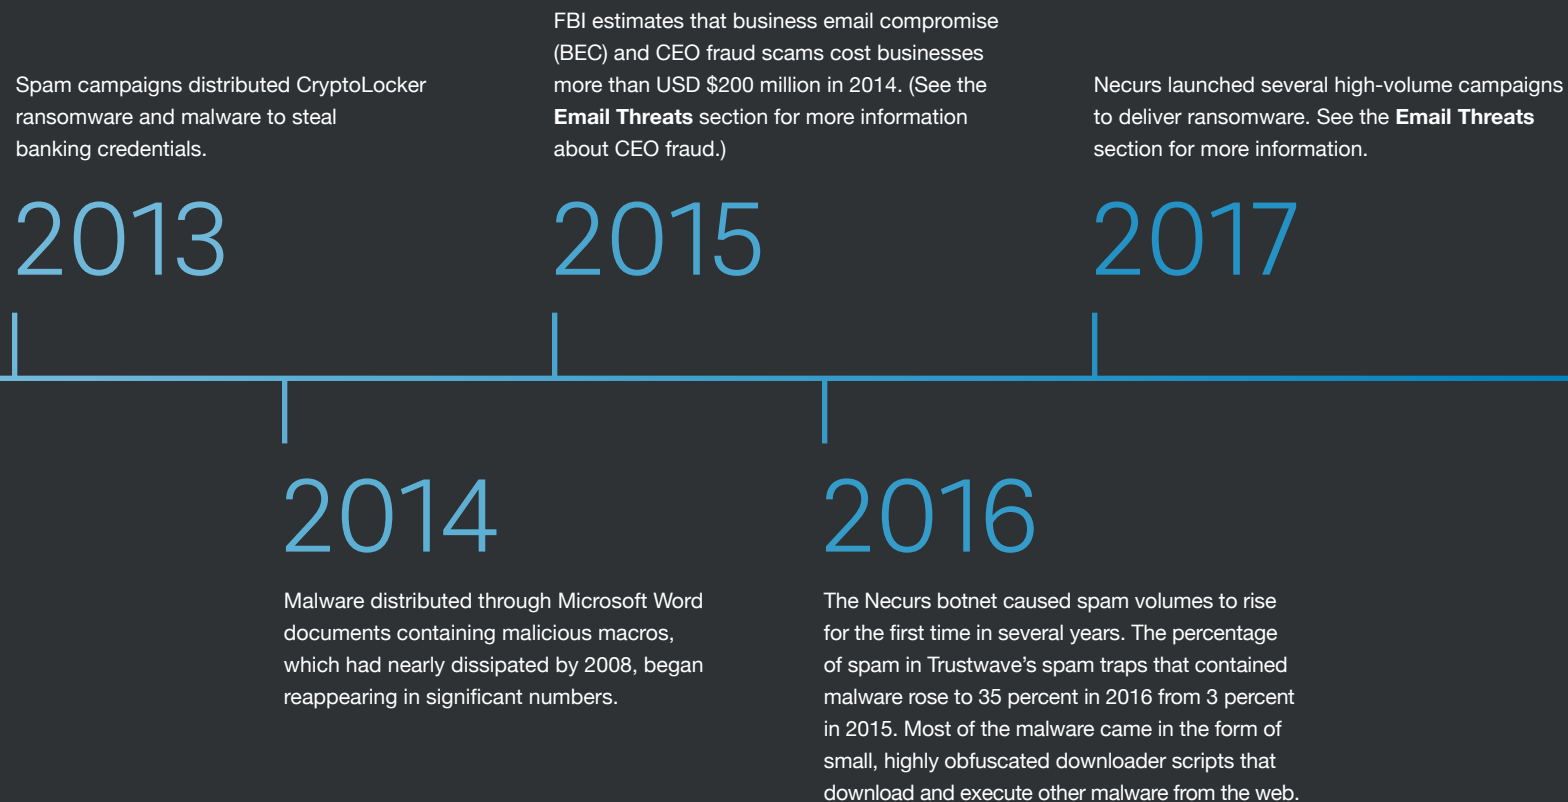 Spam campaigns distributed CryptoLocker
ransomware and malware to steal
banking credentials.
2013
Malware distributed through Microsoft Word
documents containing malicious macros,
which had nearly dissipated by 2008, began
reappearing in significant numbers.
2014
FBI estimates that business email compromise
(BEC) and CEO fraud scams cost businesses
more than USD $200 million in 2014. (See the
Email Threats section for more information
about CEO fraud.)
2015
2016
The Necurs botnet caused spam volumes to rise
for the first time in several years. The percentage
of spam in Trustwave’s spam traps that contained
malware rose to 35 percent in 2016 from 3 percent
in 2015. Most of the malware came in the form of
small, highly obfuscated downloader scripts that
download and execute other malware from the web.
Necurs launched several high-volume campaigns
to deliver ransomware. See the Email Threats
section for more information.
2017